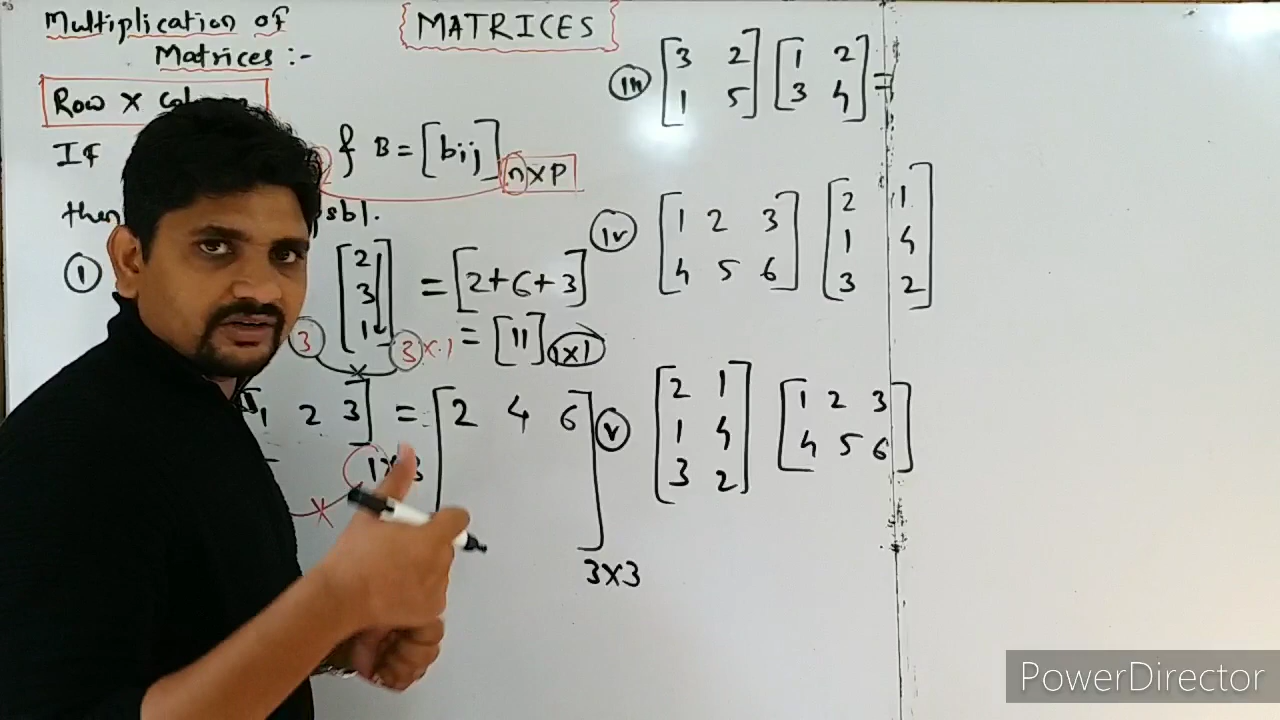 Multiplication of
Matrices :-
MATRICES
Row X
If & B = [bij] n×P
then psbl.
① [2 3 1] = [2+6+3]
3 3×1 = [11] 1×1
1 2 3] = [2 4 6
1×3
3×3
iii [3 2 1 5] [1 2 3 4] =
iv [1 2 3 4 5 6] [2 1 1 4 3 2]
v [2 1 1 4 3 2] [1 2 3 4 5 6]
PowerDirector